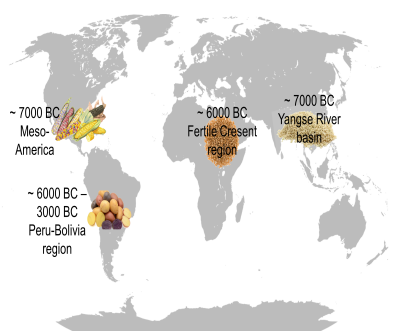 ~ 7000 BC
Meso-
America
~ 6000 BC
Fertile Cresent
region
~ 7000 BC
Yangse River
basin
~ 6000 BC –
3000 BC
Peru-Bolivia
region